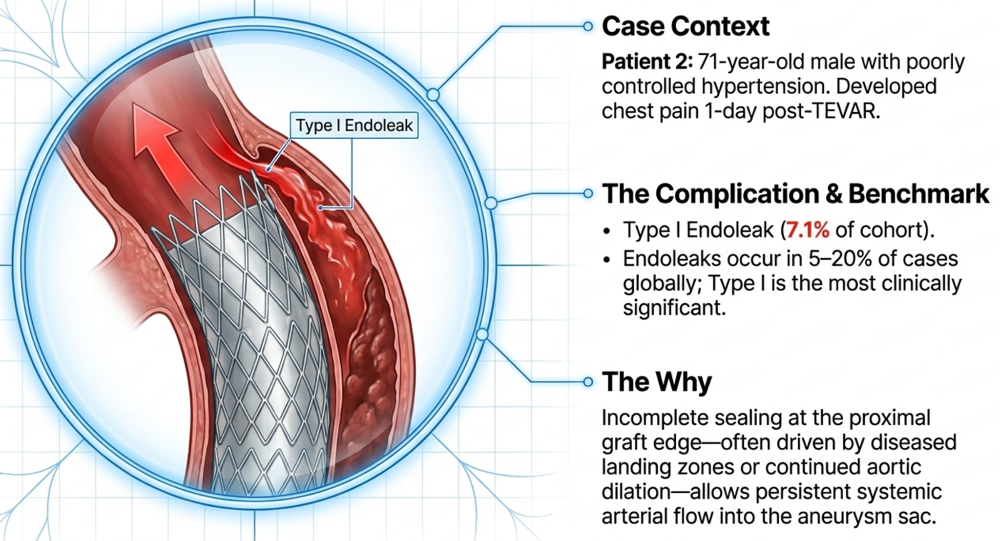 Type I Endoleak
Case Context
Patient 2: 71-year-old male with poorly
controlled hypertension. Developed
chest pain 1-day post-TEVAR.
The Complication & Benchmark
• Type I Endoleak (7.1% of cohort).
• Endoleaks occur in 5–20% of cases
globally; Type I is the most clinically
significant.
The Why
Incomplete sealing at the proximal
graft edge—often driven by diseased
landing zones or continued aortic
dilation—allows persistent systemic
arterial flow into the aneurysm sac.